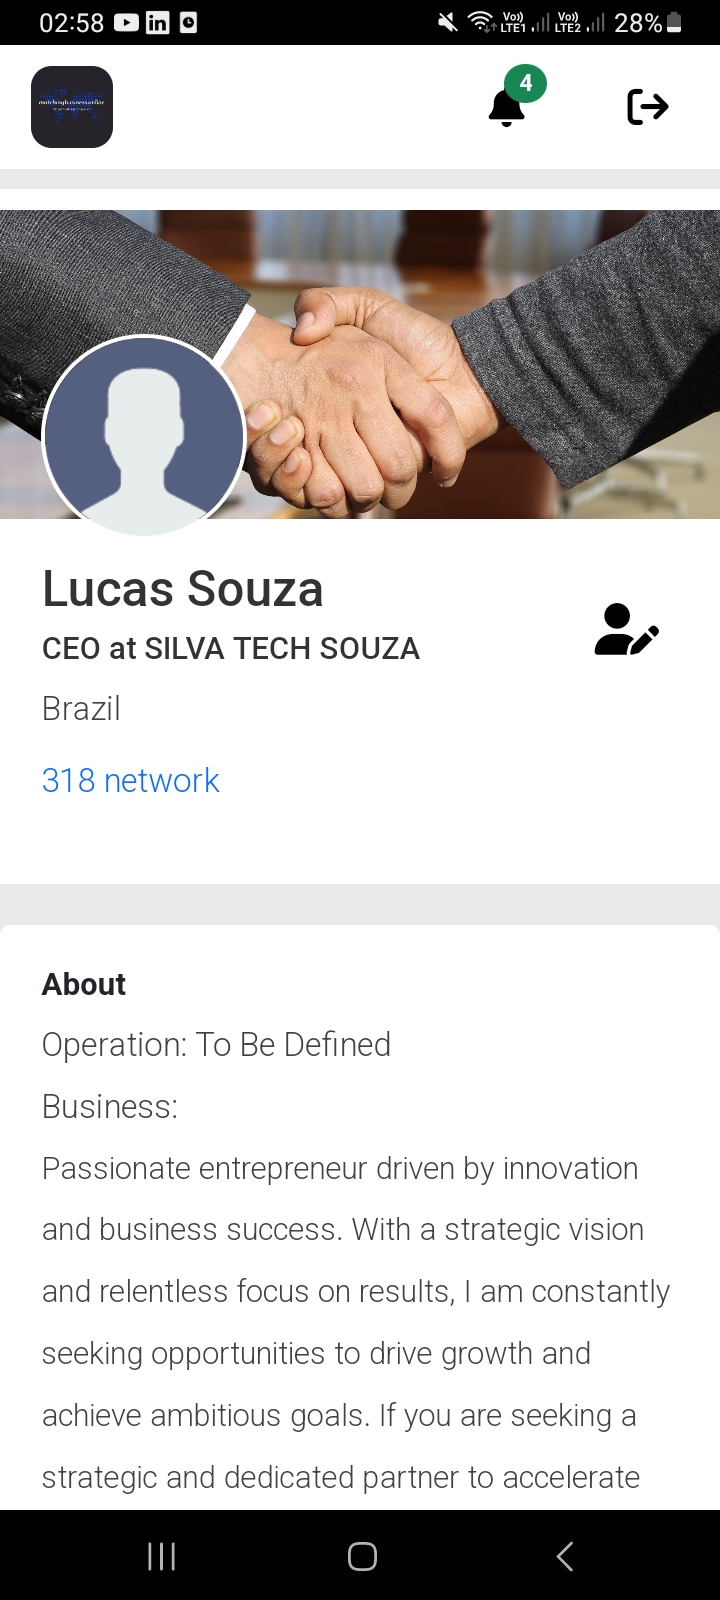 02:58 in Vo)) LTE1 Vo)) LTE2 28%
matchingbusiness.online
4
Lucas Souza
CEO at SILVA TECH SOUZA
Brazil
318 network
About
Operation: To Be Defined
Business:
Passionate entrepreneur driven by innovation
and business success. With a strategic vision
and relentless focus on results, I am constantly
seeking opportunities to drive growth and
achieve ambitious goals. If you are seeking a
strategic and dedicated partner to accelerate